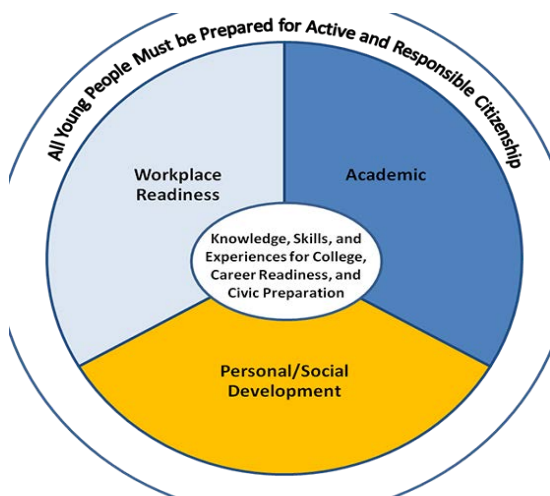 All Young People Must be Prepared for Active and Responsible Citizenship
Workplace
Readiness
Academic
Knowledge, Skills, and
Experiences for College,
Career Readiness, and
Civic Preparation
Personal/Social
Development